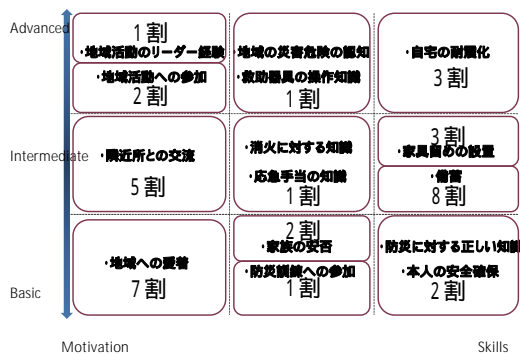 Advanced
1割
・地域活動のリーダー経験
・地域活動への参加
2割
・地域の災害危険の認知
・救助器具の操作知識
1割
・自宅の耐震化
3割
Intermediate
・隣近所との交流
5割
・消火に対する知識
・応急手当の知識
1割
3割
・家具留めの設置
・備蓄
8割
Basic
・地域への愛着
7割
2割
・家族の安否
・防災訓練への参加
1割
・防災に対する正しい知識
・本人の安全確保
2割
Motivation
Skills